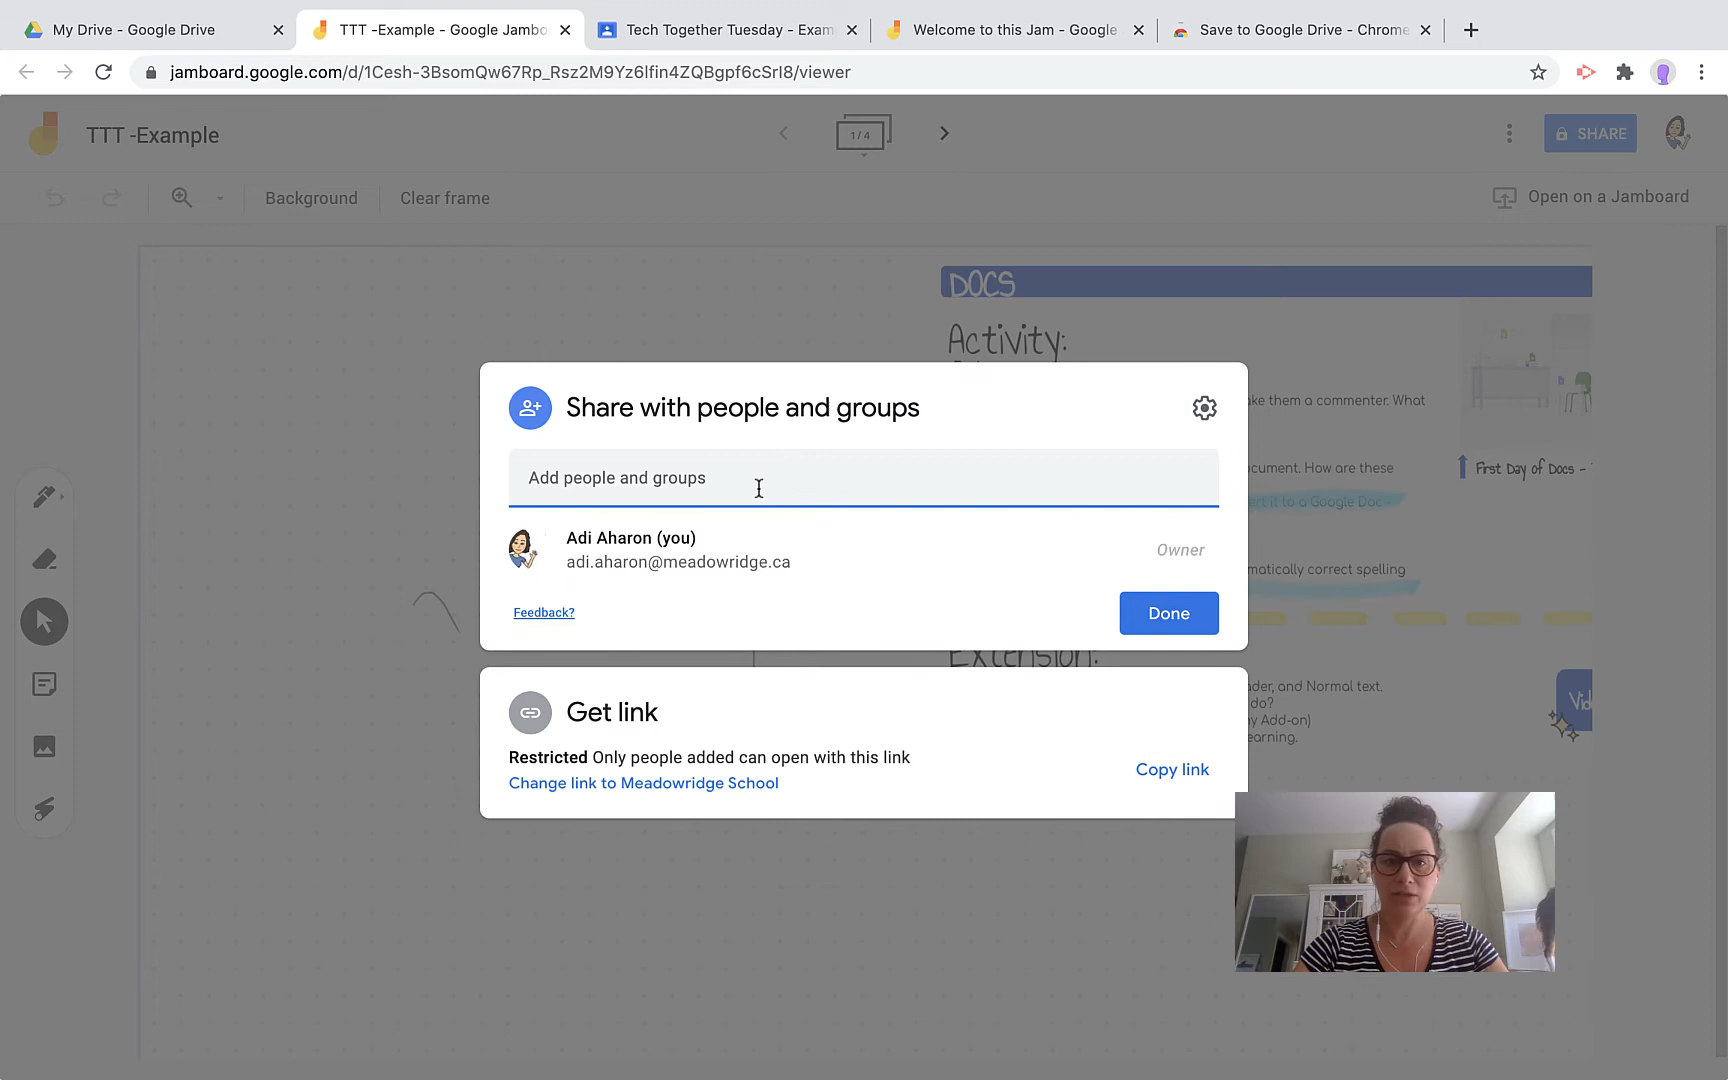 My Drive - Google Drive
TTT -Example - Google Jambo
Tech Together Tuesday - Exam
Welcome to this Jam - Google
Save to Google Drive - Chrome
jamboard.google.com/d/1Cesh-3BsomQw67Rp_Rsz2M9Yz6lfin4ZQBgpf6cSrI8/viewer
TTT -Example
1/4
SHARE
Background
Clear frame
Open on a Jamboard
DOCS
Activity:
Share with people and groups
ke them a commenter. What
Add people and groups
cument. How are these
First Day of Docs -
ert it to a Google Doc -
Adi Aharon (you)
adi.aharon@meadowridge.ca
Owner
matically correct spelling
Feedback?
Done
Extension:
ader, and Normal text.
do?
y Add-on)
earning.
Vid
Get link
Restricted Only people added can open with this link
Change link to Meadowridge School
Copy link